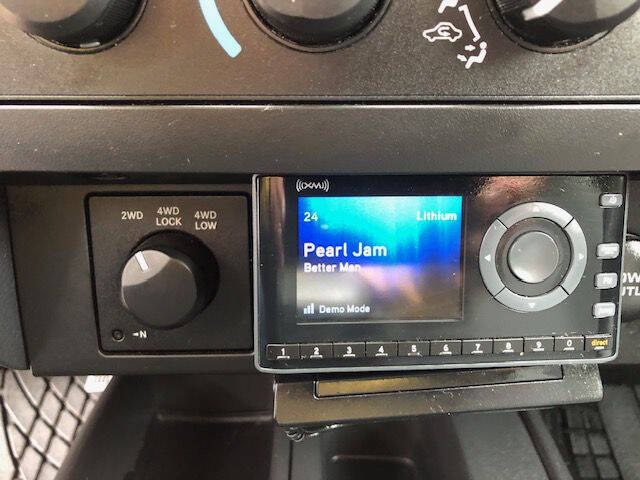 ((XM))
2WD
4WD LOCK
4WD LOW
N
24 Lithium
Pearl Jam
Better Man
Demo Mode
1 2 3 4 5 6 7 8 9 0 direct